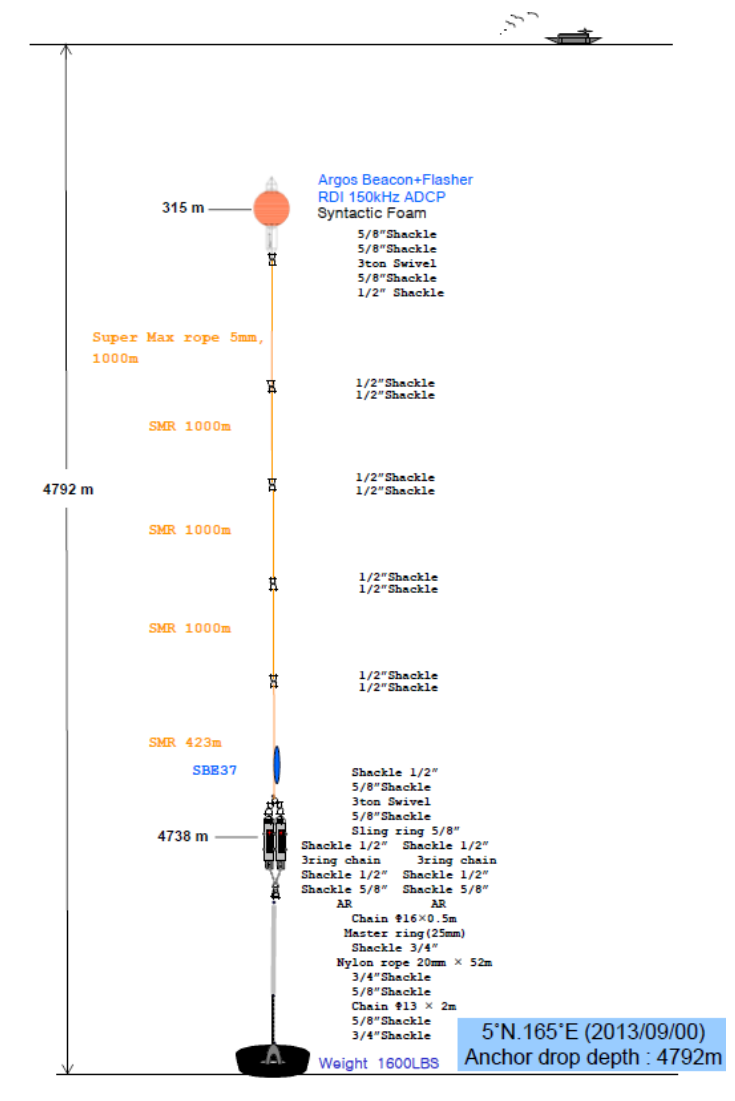 Argos Beacon+Flasher
RDI 150kHz ADCP
315 m
Syntactic Foam
5/8"Shackle
5/8"Shackle
3ton Swivel
5/8"Shackle
1/2" Shackle
Super Max rope 5mm,
1000m
1/2"Shackle
1/2"Shackle
SMR 1000m
1/2"Shackle
1/2"Shackle
4792 m
SMR 1000m
1/2"Shackle
1/2"Shackle
SMR 1000m
1/2"Shackle
1/2"Shackle
SMR 423m
SBE37
Shackle 1/2"
5/8"Shackle
3ton Swivel
5/8"Shackle
Sling ring 5/8"
4738 m
Shackle 1/2" Shackle 1/2"
3ring chain 3ring chain
Shackle 1/2" Shackle 1/2"
Shackle 5/8" Shackle 5/8"
AR AR
Chain Φ16×0.5m
Master ring(25mm)
Shackle 3/4"
Nylon rope 20mm × 52m
3/4"Shackle
5/8"Shackle
Chain Φ13 × 2m
5/8"Shackle
3/4"Shackle
Weight 1600LBS
5°N.165°E (2013/09/00)
Anchor drop depth : 4792m